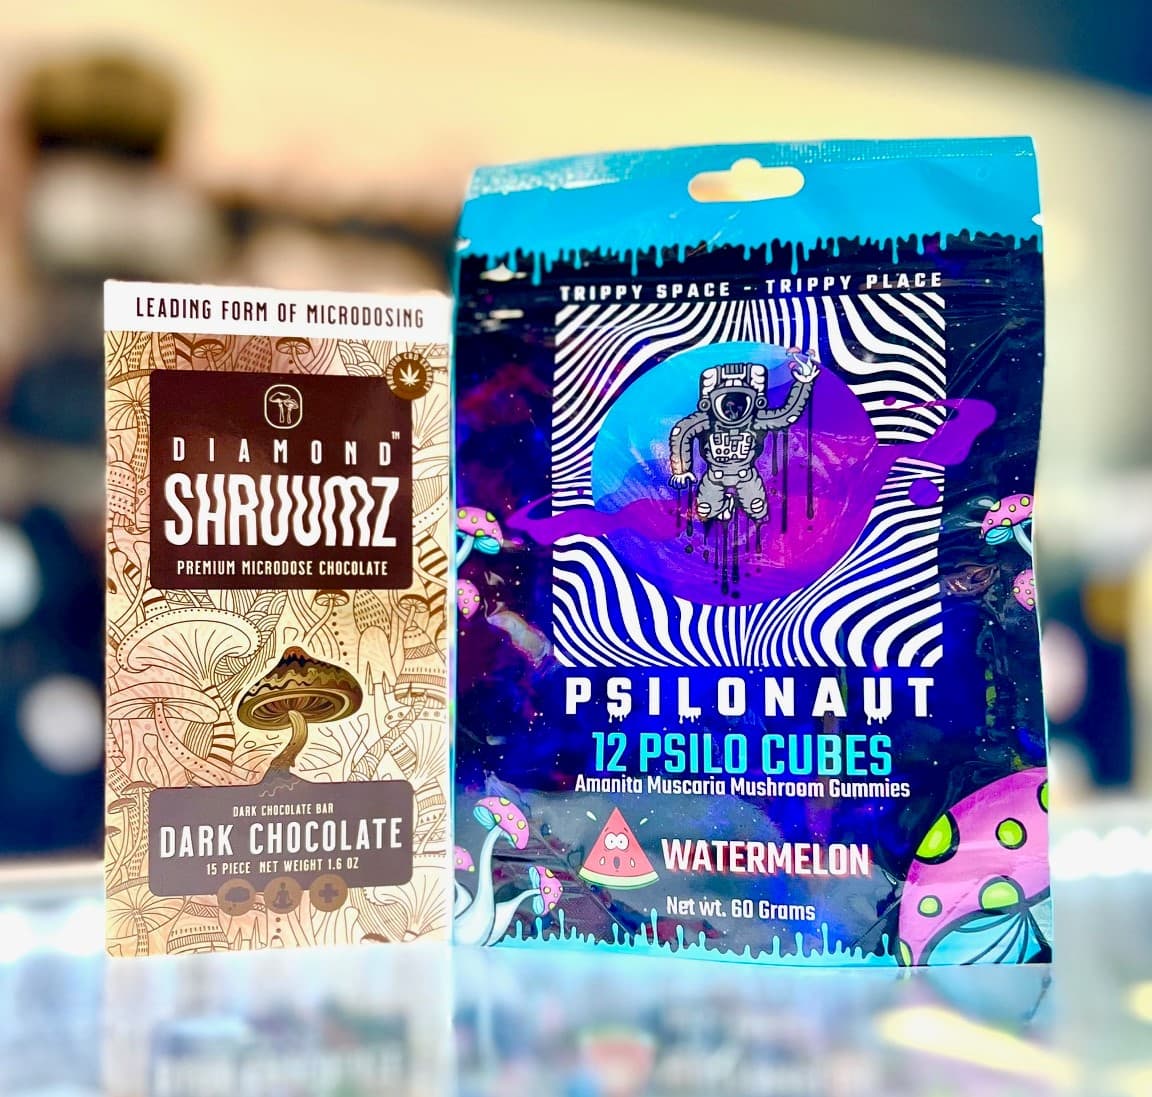 LEADING FORM OF MICRODOSING
DIAMOND™
SHRUUMZ
PREMIUM MICRODOSE CHOCOLATE
DARK CHOCOLATE BAR
DARK CHOCOLATE
15 PIECE NET WEIGHT 1.6 OZ
TRIPPY SPACE - TRIPPY PLACE
PSILONAUT
12 PSILO CUBES
Amanita Muscaria Mushroom Gummies
WATERMELON
Net wt. 60 Grams